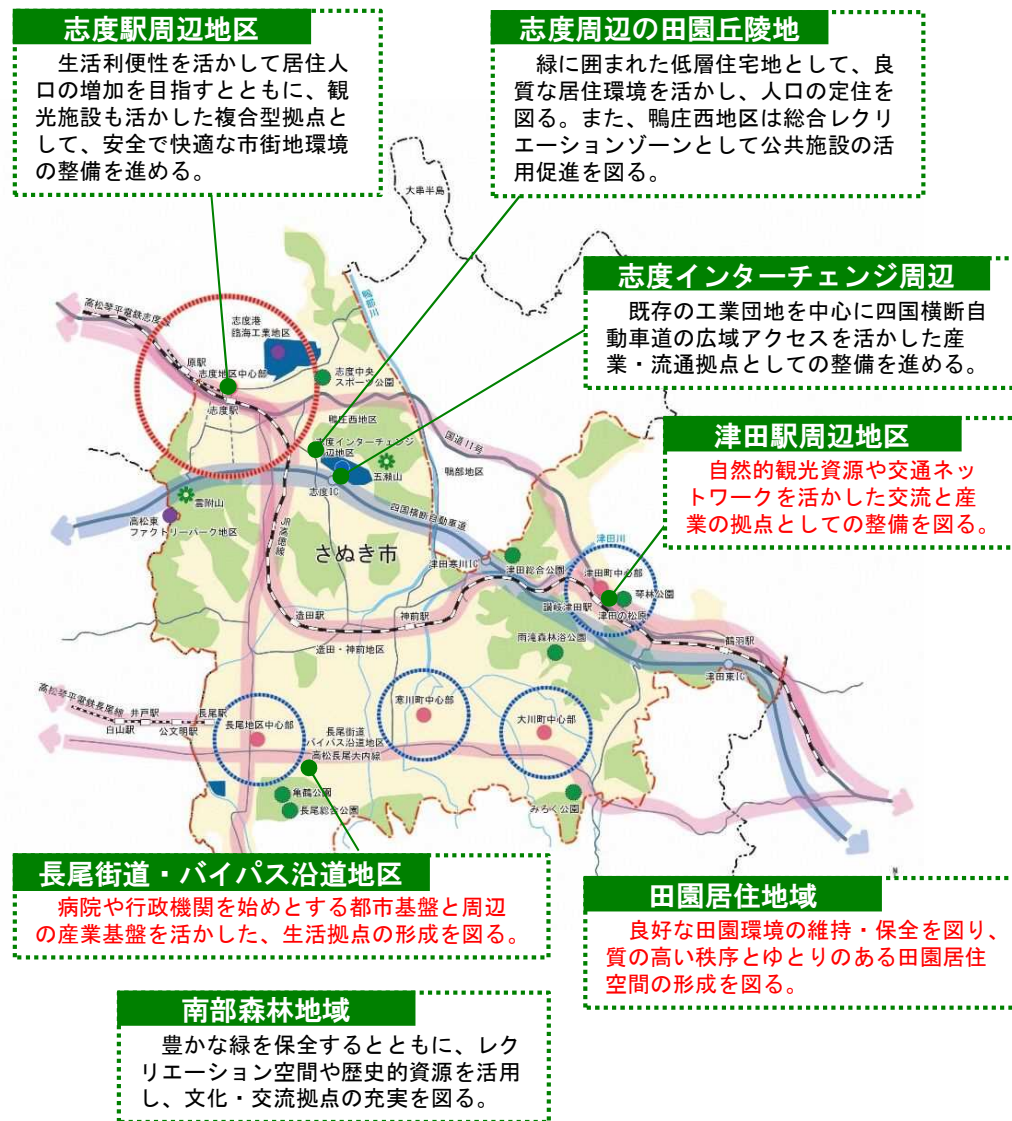 志度駅周辺地区
生活利便性を活かして居住人
口の増加を目指すとともに、観
光施設も活かした複合型拠点と
して、安全で快適な市街地環境
の整備を進める。
志度周辺の田園丘陵地
緑に囲まれた低層住宅地として、良
質な居住環境を活かし、人口の定住を
図る。また、鴨庄西地区は総合レクリ
エーションゾーンとして公共施設の活
用促進を図る。
大串半島
志度インターチェンジ周辺
既存の工業団地を中心に四国横断自
動車道の広域アクセスを活かした産
業・流通拠点としての整備を進める。
津田駅周辺地区
自然的観光資源や交通ネッ
トワークを活かした交流と産
業の拠点としての整備を図る。
高松琴平電鉄志度線
志度港
臨海工業地区
原駅
志度地区中心部
志度駅
志度中央
スポーツ公園
鴨庄西地区
国道11号
志度インターチェンジ
周辺地区
五瀬山
鴨部地区
志度IC
雲附山
高松東
ファクトリーパーク地区
JR高徳線
四国横断自動車道
さぬき市
津田川
津田寒川IC
津田総合公園
津田町中心部
琴林公園
讃岐津田駅
津田の松原
造田駅
神前駅
雨滝森林浴公園
鶴羽駅
造田・神前地区
津田東IC
高松琴平電鉄長尾線
井戸駅
長尾駅
白山駅
公文明駅
長尾地区中心部
寒川町中心部
大川町中心部
長尾街道
バイパス沿道地区
高松長尾大内線
亀鶴公園
長尾総合公園
みろく公園
N
長尾街道・バイパス沿道地区
病院や行政機関を始めとする都市基盤と周辺
の産業基盤を活かした、生活拠点の形成を図る。
田園居住地域
良好な田園環境の維持・保全を図り、
質の高い秩序とゆとりのある田園居住
空間の形成を図る。
南部森林地域
豊かな緑を保全するとともに、レク
リエーション空間や歴史的資源を活用
し、文化・交流拠点の充実を図る。